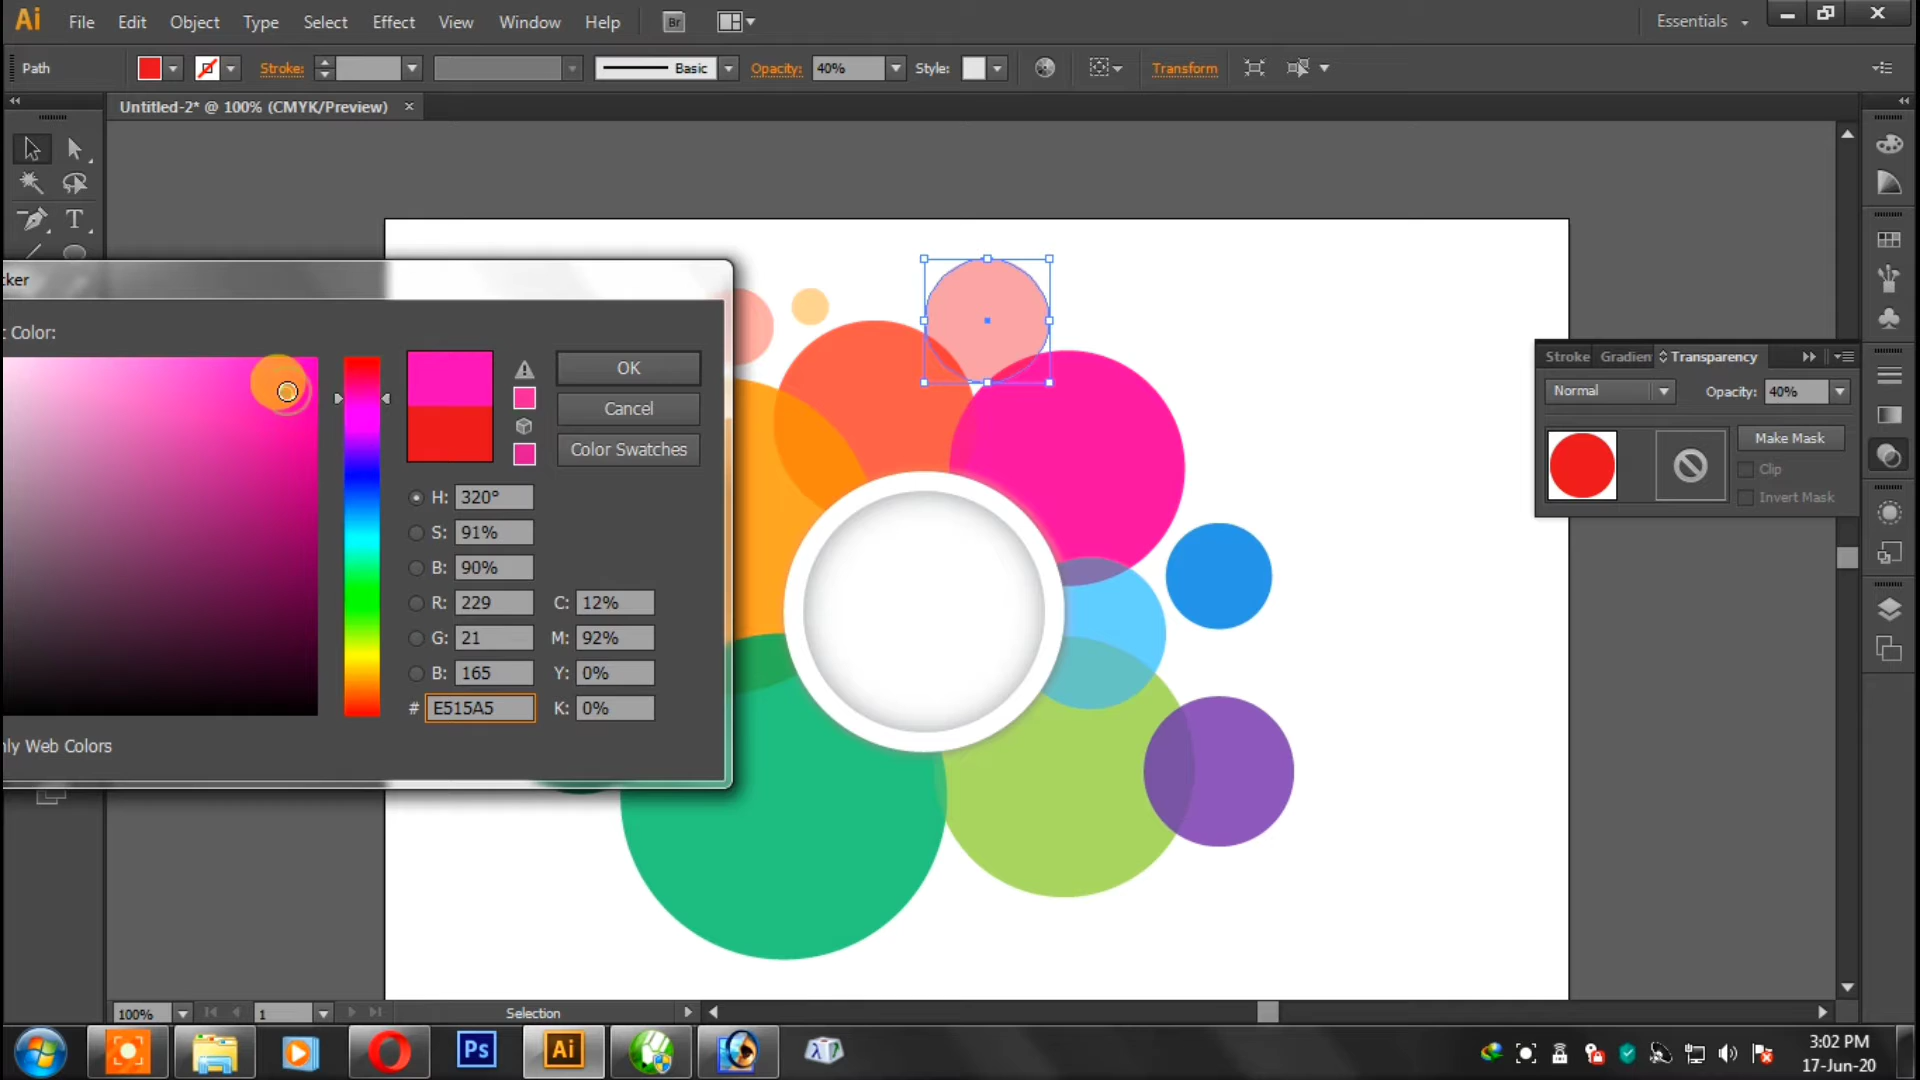 Ai File Edit Object Type Select Effect View Window Help Br Essentials
Path Stroke: Basic Opacity: 40% Style: Transform
Untitled-2* @ 100% (CMYK/Preview) ×
T
cker
t Color:
OK
Cancel
Color Swatches
H: 320°
S: 91%
B: 90%
R: 229 C: 12%
G: 21 M: 92%
B: 165 Y: 0%
# E515A5 K: 0%
nly Web Colors
Stroke Gradien Transparency
Normal Opacity: 40%
Make Mask
Clip
Invert Mask
100% 1 Selection
Ps Ai
3:02 PM
17-Jun-20